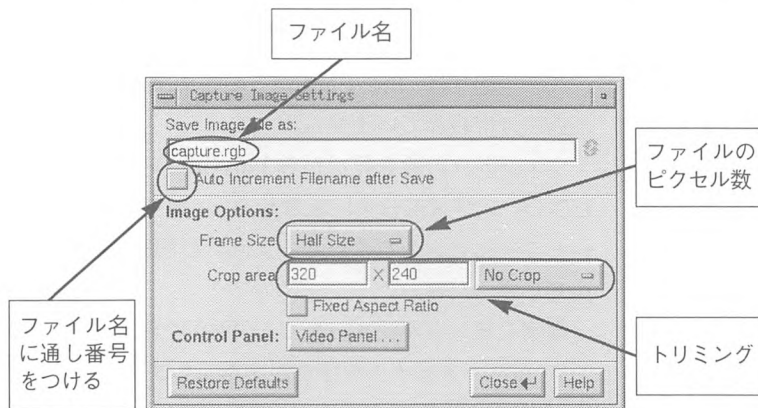 ファイル名
Capture Image Settings
Save Image File as:
capture.rgb
Auto Increment Filename after Save
ファイルの
ピクセル数
Image Options:
Frame Size
Half Size
Crop area
320
X
240
No Crop
Fixed Aspect Ratio
ファイル名
に通し番号
をつける
Control Panel:
Video Panel . . .
トリミング
Restore Defaults
Close
Help